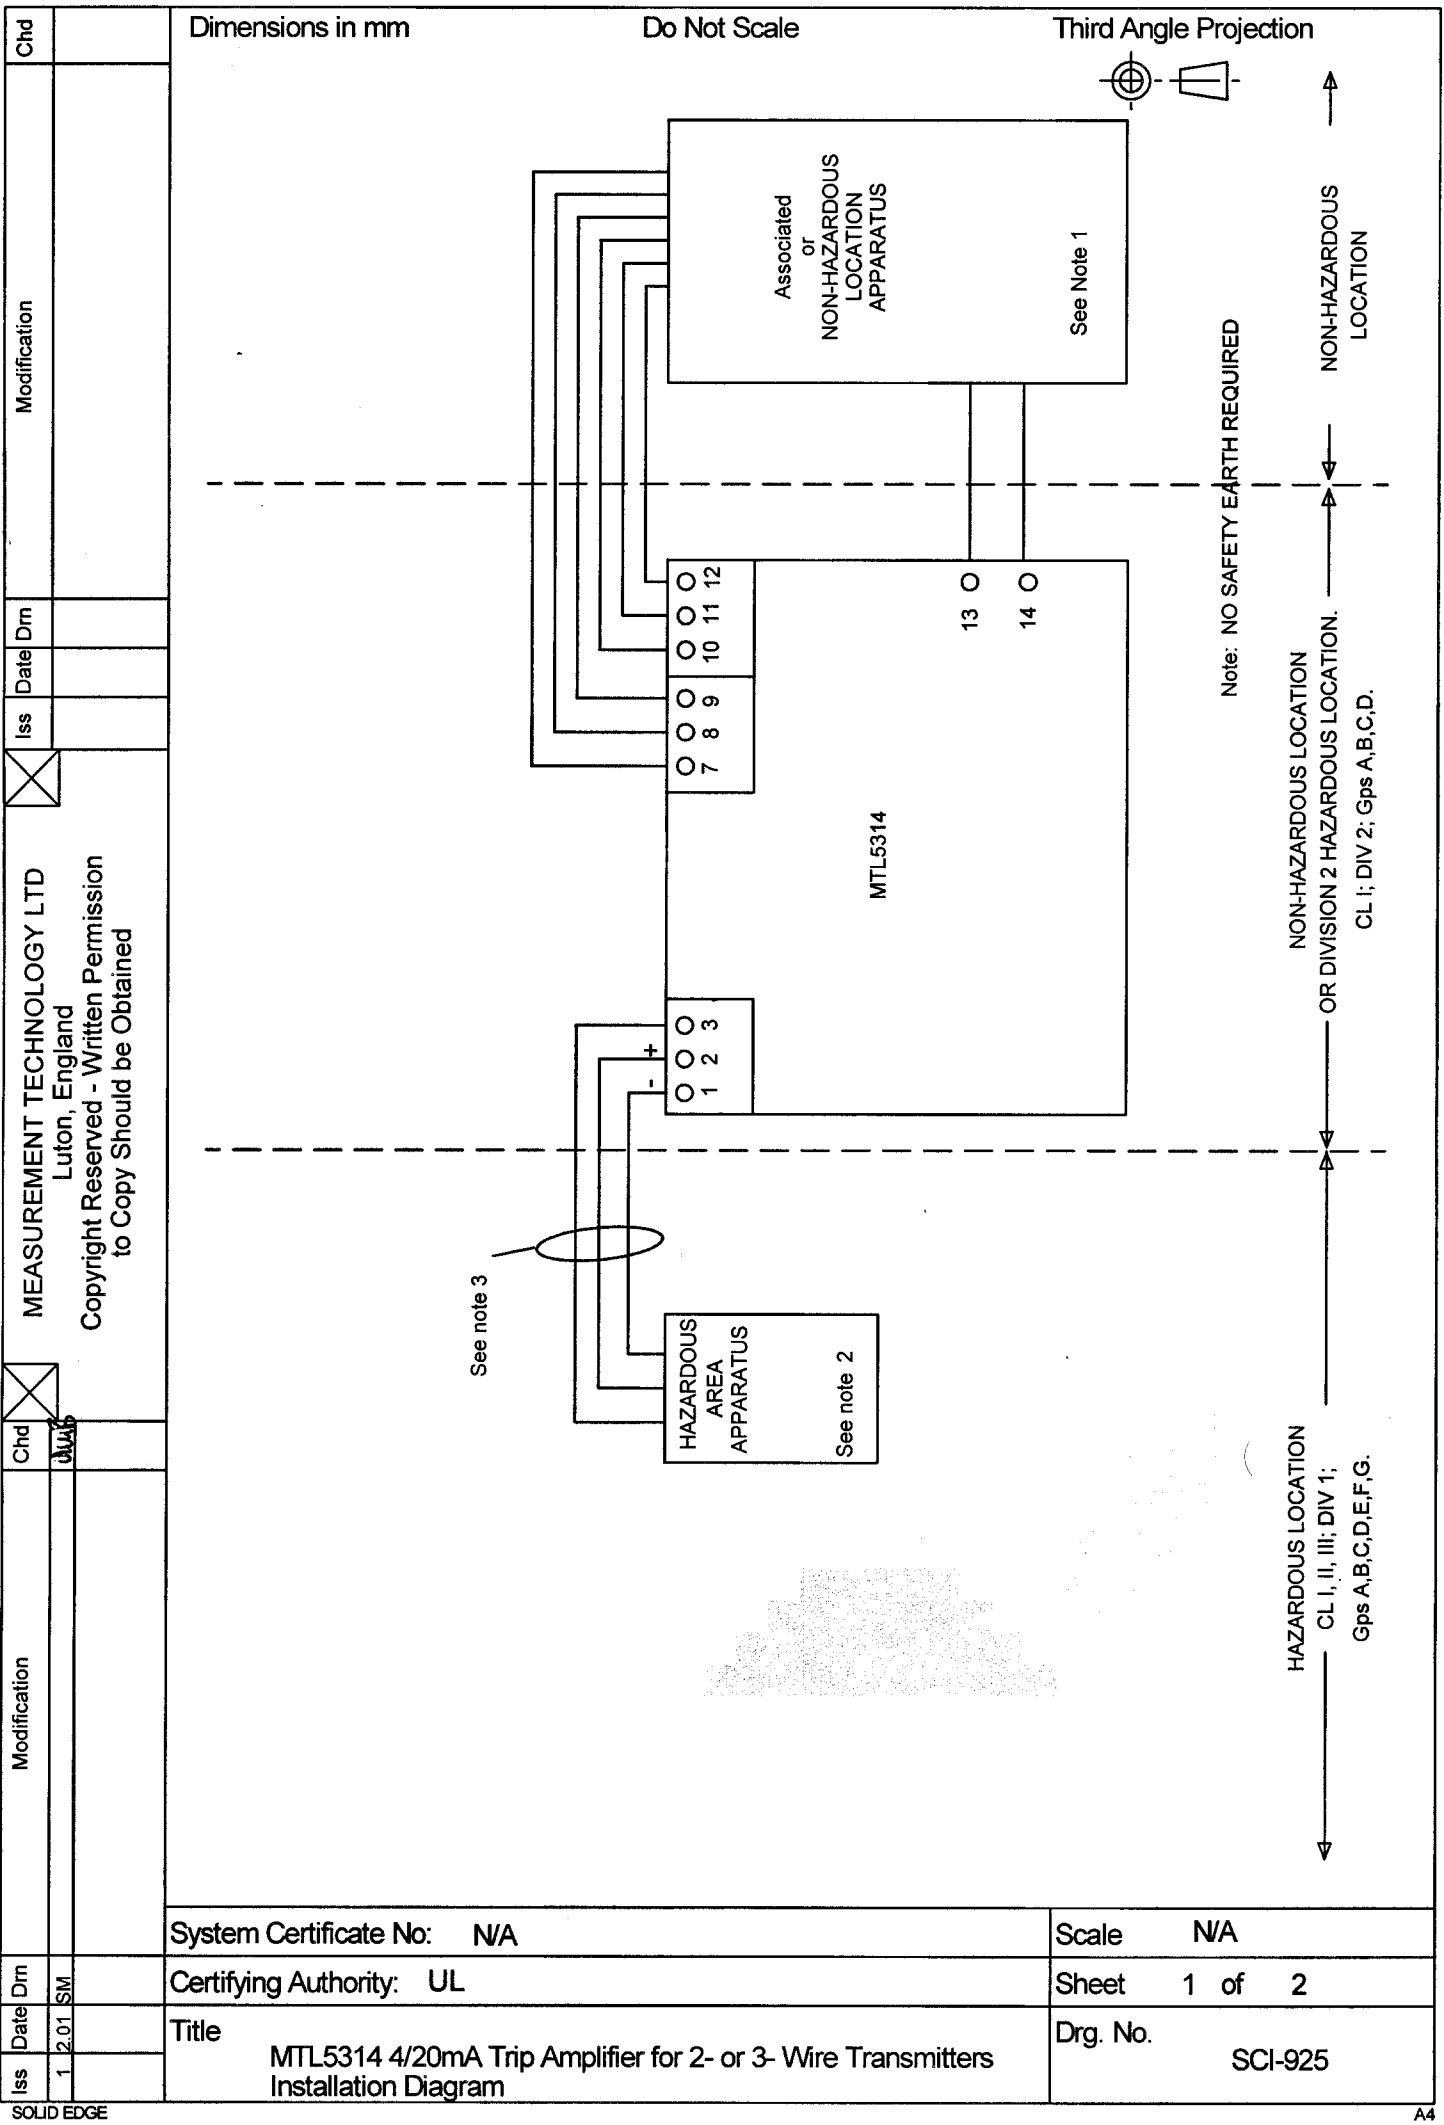 Dimensions in mm
Do Not Scale
Third Angle Projection
Chd
Modification
Drn
Date
Iss
MEASUREMENT TECHNOLOGY LTD
Luton, England
Copyright Reserved - Written Permission
to Copy Should be Obtained
Chd
Modification
Drn
SM
Date
2.01
Iss
1
Associated
or
NON-HAZARDOUS
LOCATION
APPARATUS
See Note 1
NON-HAZARDOUS
LOCATION
12
11
10
9
8
7
13
14
MTL5314
Note: NO SAFETY EARTH REQUIRED
NON-HAZARDOUS LOCATION
OR DIVISION 2 HAZARDOUS LOCATION.
CL I; DIV 2; Gps A,B,C,D.
3
+
2
-
1
See note 3
HAZARDOUS
AREA
APPARATUS
See note 2
HAZARDOUS LOCATION
CL I, II, III; DIV 1;
Gps A,B,C,D,E,F,G.
System Certificate No: N/A
Scale N/A
Certifying Authority: UL
Sheet 1 of 2
Title
MTL5314 4/20mA Trip Amplifier for 2- or 3- Wire Transmitters
Installation Diagram
Drg. No.
SCI-925
SOLID EDGE
A4